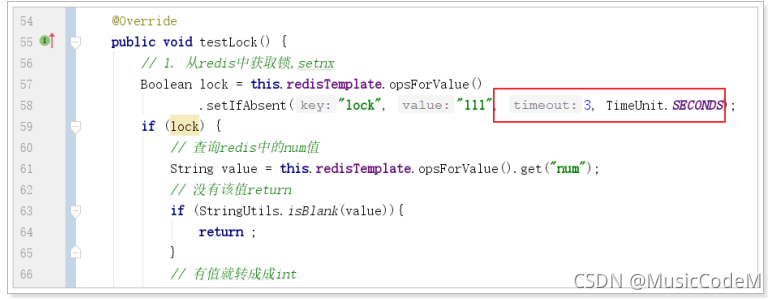 54 @Override
55 public void testLock() {
56 // 1. 从redis中获取锁,setnx
57 Boolean lock = this.redisTemplate.opsForValue()
58 .setIfAbsent( key: "lock", value: "111", timeout: 3, TimeUnit.SECONDS);
59 if (lock) {
60 // 查询redis中的num值
61 String value = this.redisTemplate.opsForValue().get("num");
62 // 没有该值return
63 if (StringUtils.isBlank(value)){
64 return ;
65 }
66 // 有值就转成成int
CSDN @MusicCodeM